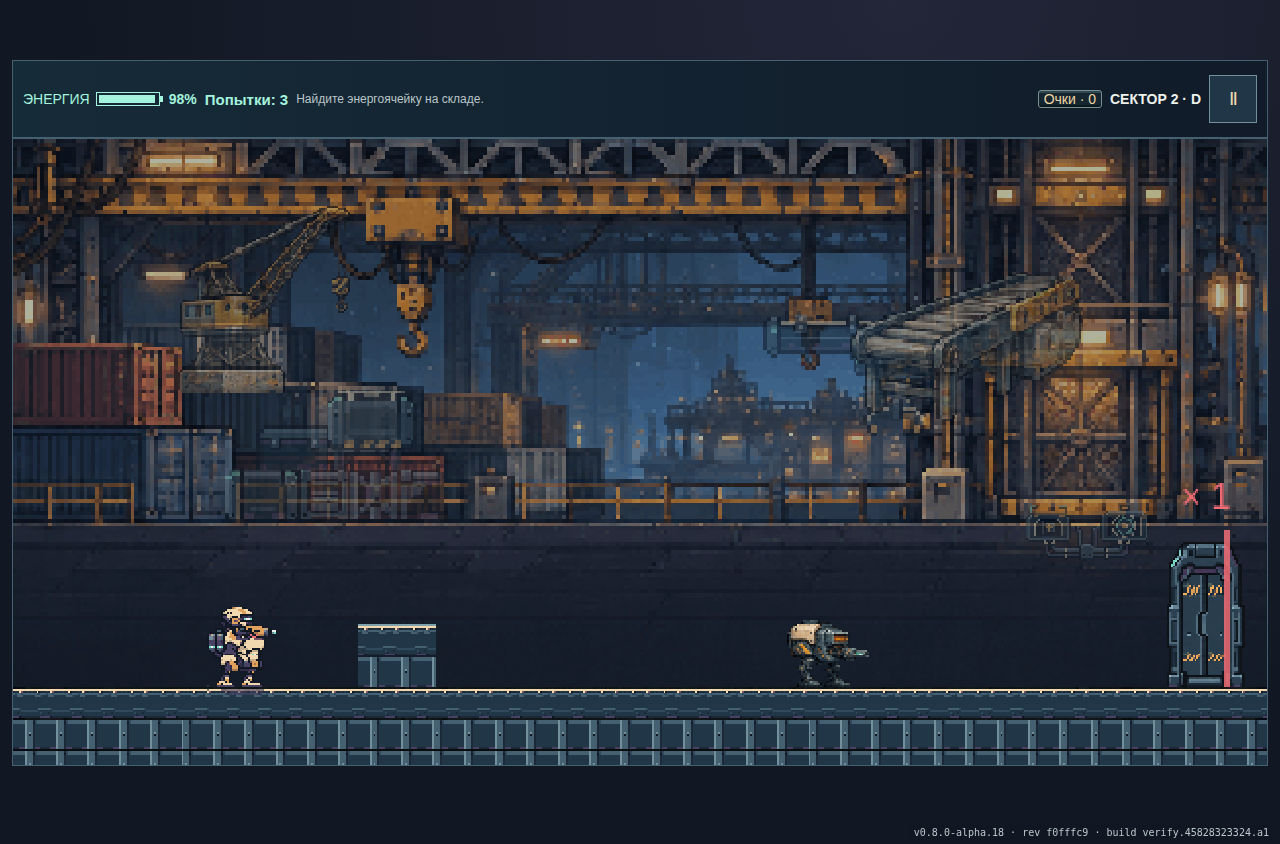 ЭНЕРГИЯ 98% Попытки: 3 Найдите энергоячейку на складе. Очки · 0 СЕКТОР 2 · D II
× 1
v0.8.0-alpha.18 · rev f0fffc9 · build verify.45828323324.a1